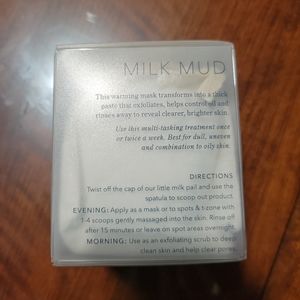 MILK MUD
This warming mask transforms into a thick
paste that exfoliates, helps control oil and
rinses away to reveal clearer, brighter skin.
Use this multi-tasking treatment once
or twice a week. Best for dull, uneven
and combination to oily skin.
DIRECTIONS
Twist off the cap of our little milk pail and use the
spatula to scoop out product.
EVENING: Apply as a mask or to spots & t-zone with
1-4 scoops gently massaged into the skin. Rinse off
after 15 minutes or leave on spot areas overnight.
MORNING: Use as an exfoliating scrub to deep
clean skin and help clear pores.